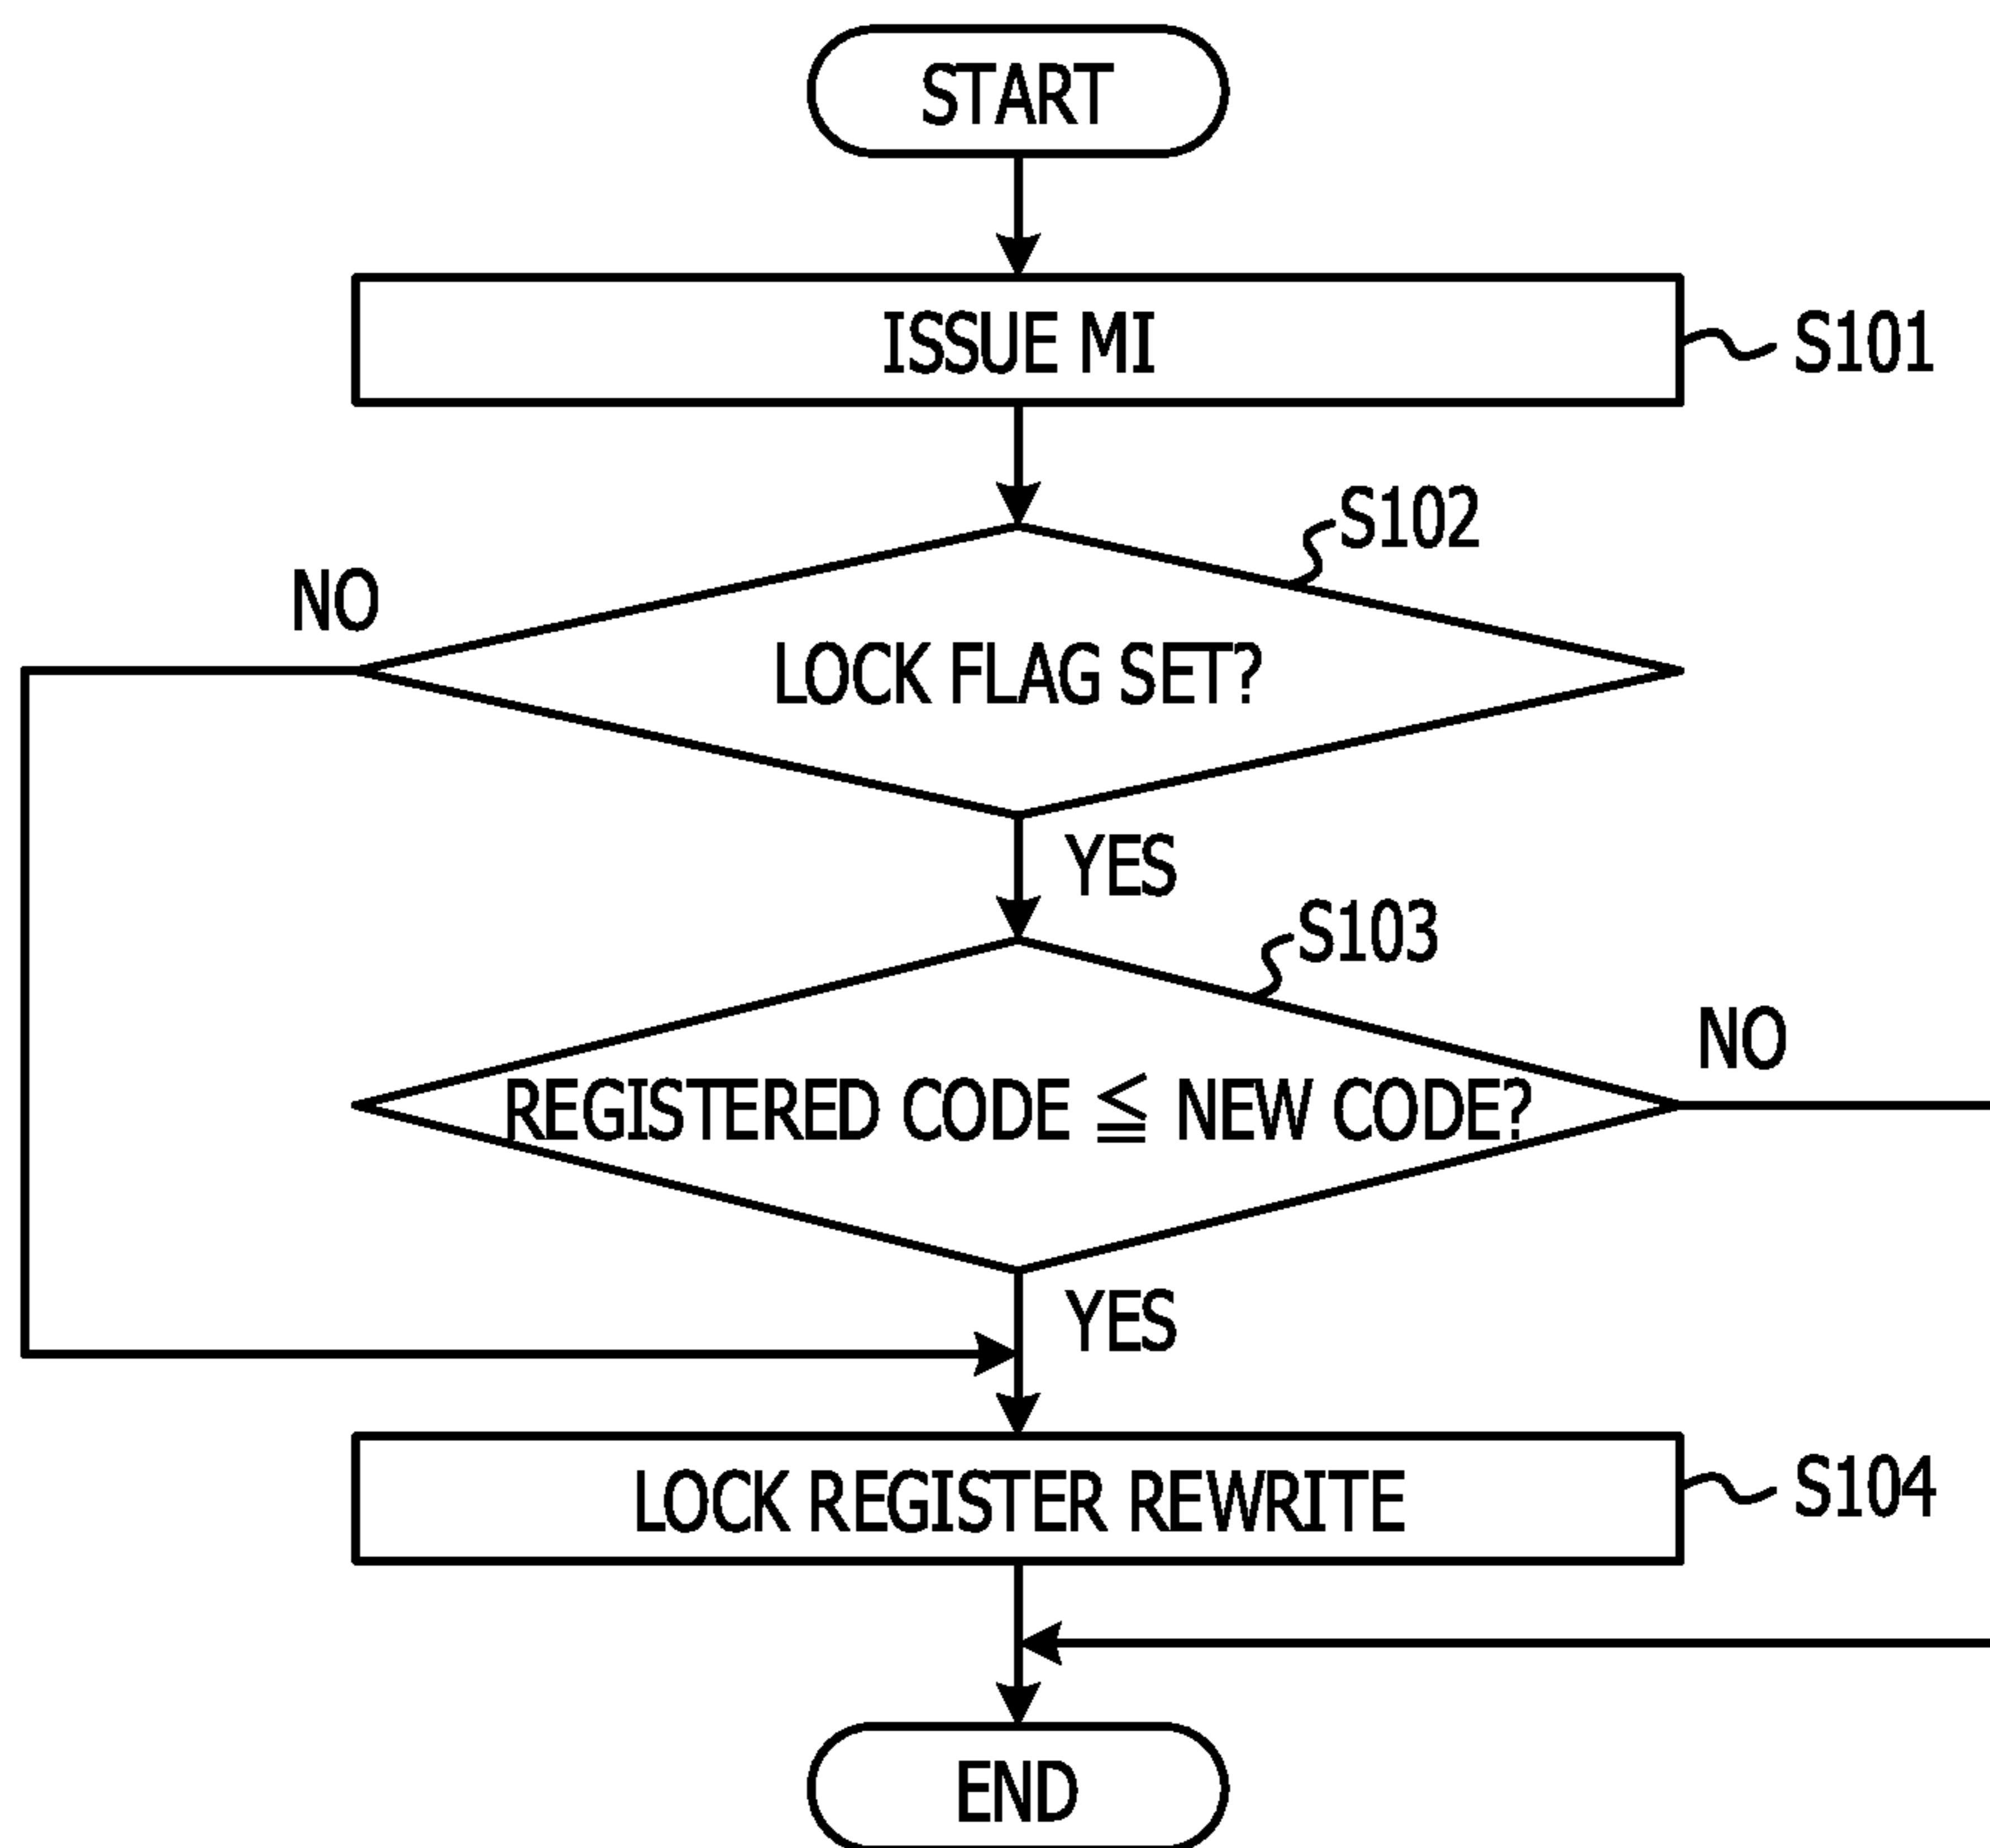 START
ISSUE MI
S101
S102
NO
LOCK FLAG SET?
YES
S103
NO
REGISTERED CODE ≦ NEW CODE?
YES
LOCK REGISTER REWRITE
S104
END